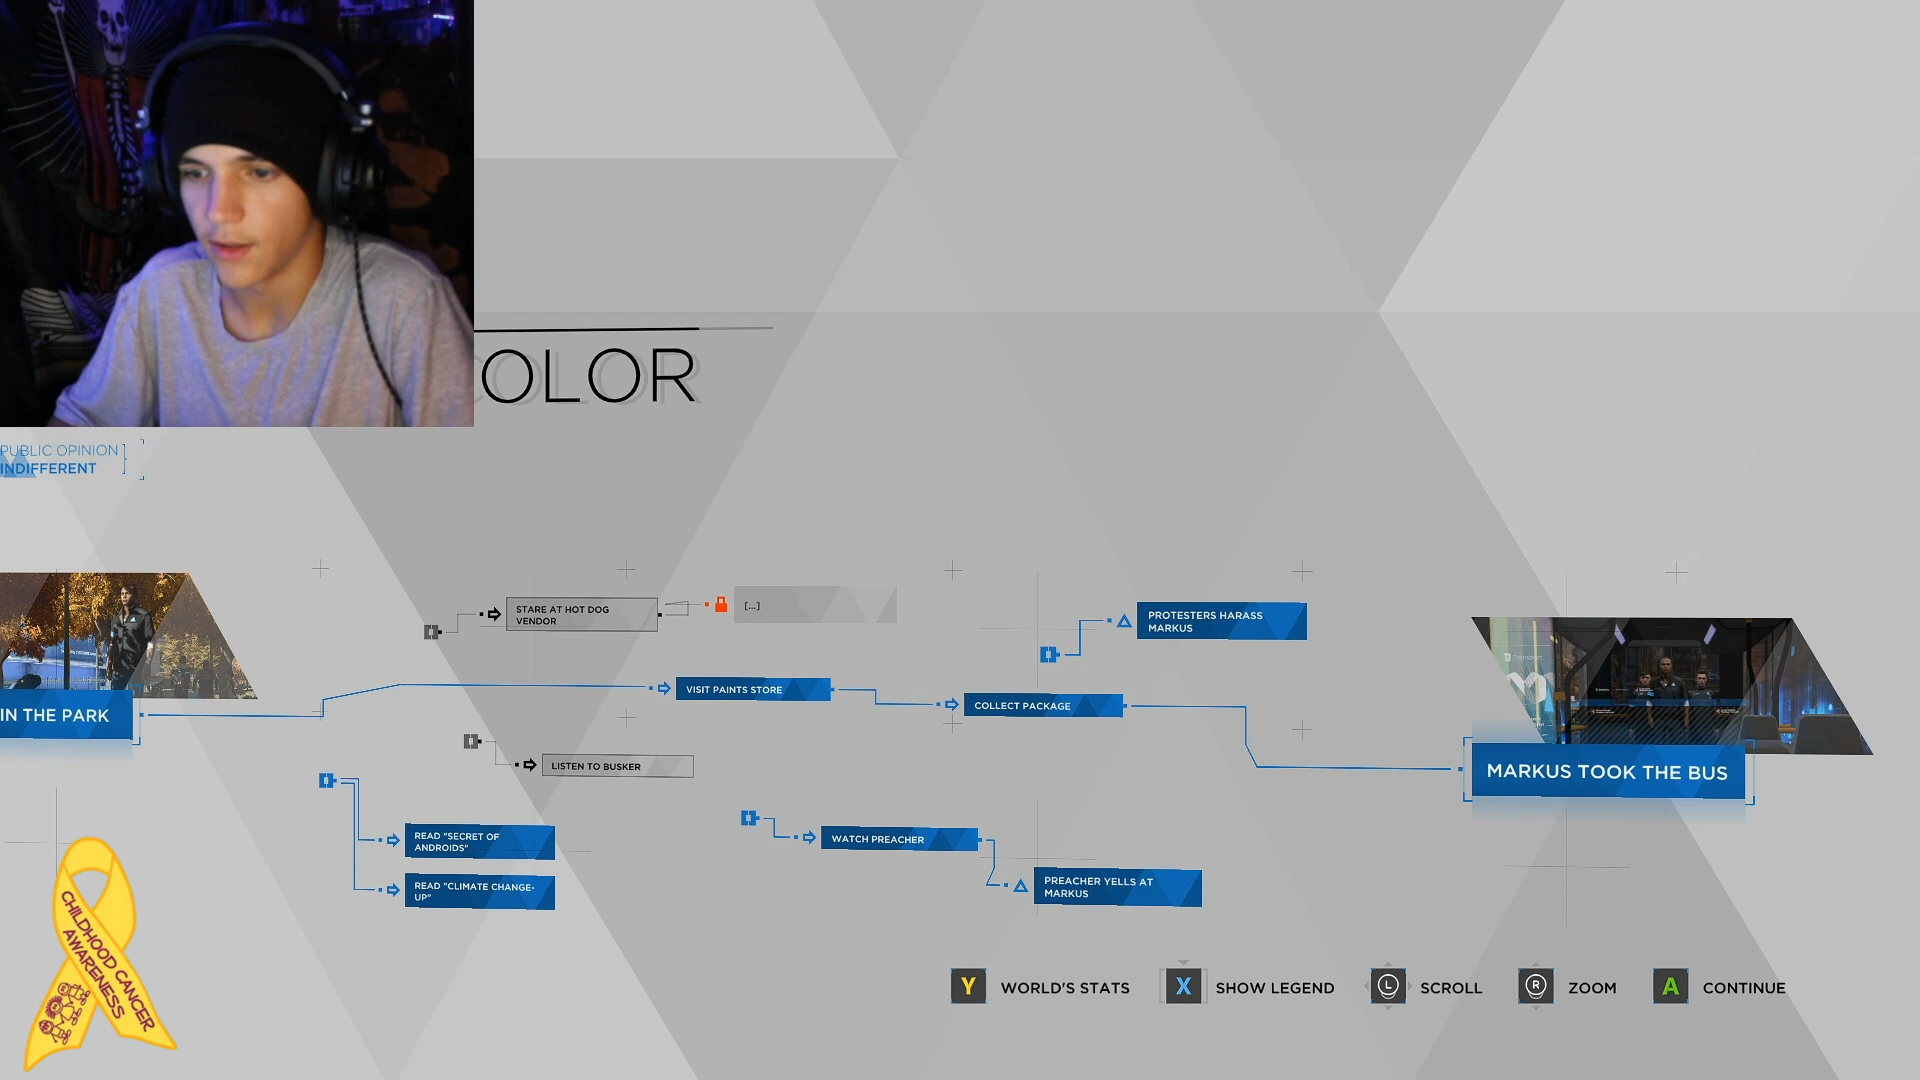 OLOR
PUBLIC OPINION
INDIFFERENT
STARE AT HOT DOG
VENDOR
[...]
PROTESTERS HARASS
MARKUS
VISIT PAINTS STORE
COLLECT PACKAGE
IN THE PARK
LISTEN TO BUSKER
MARKUS TOOK THE BUS
READ "SECRET OF
ANDROIDS"
READ "CLIMATE CHANGE-
UP"
WATCH PREACHER
PREACHER YELLS AT
MARKUS
CHILDHOOD CANCER
AWARENESS
Y WORLD'S STATS X SHOW LEGEND L SCROLL R ZOOM A CONTINUE